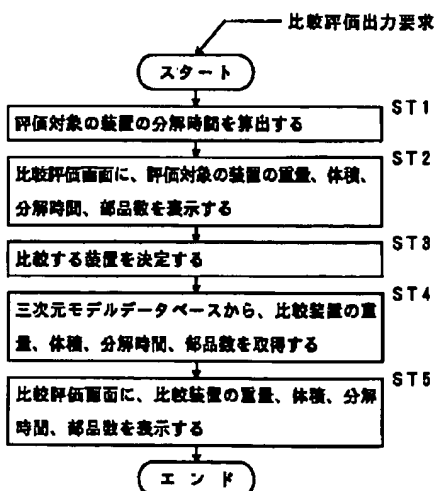 比較評価出力要求
スタート
ST1
評価対象の装置の分解時間を算出する
ST2
比較評価画面に、評価対象の装置の重量、体積、
分解時間、部品数を表示する
ST3
比較する装置を決定する
ST4
三次元モデルデータベースから、比較装置の重
量、体積、分解時間、部品数を取得する
ST5
比較評価画面に、比較装置の重量、体積、分解
時間、部品数を表示する
エンド